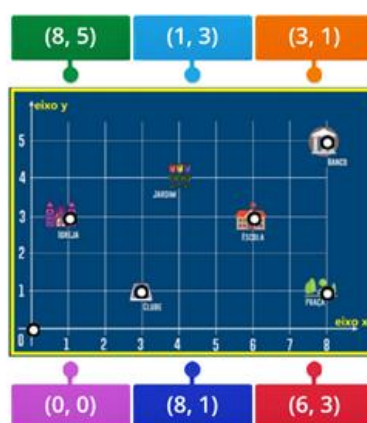 (8, 5) (1, 3) (3, 1)
eixo y
5
BANCO
4
JARDIM
3
IGREJA
ESCOLA
1
CLUBE
PRAÇA
eixo x
0 1 2 3 4 5 6 7 8
(0, 0) (8, 1) (6, 3)